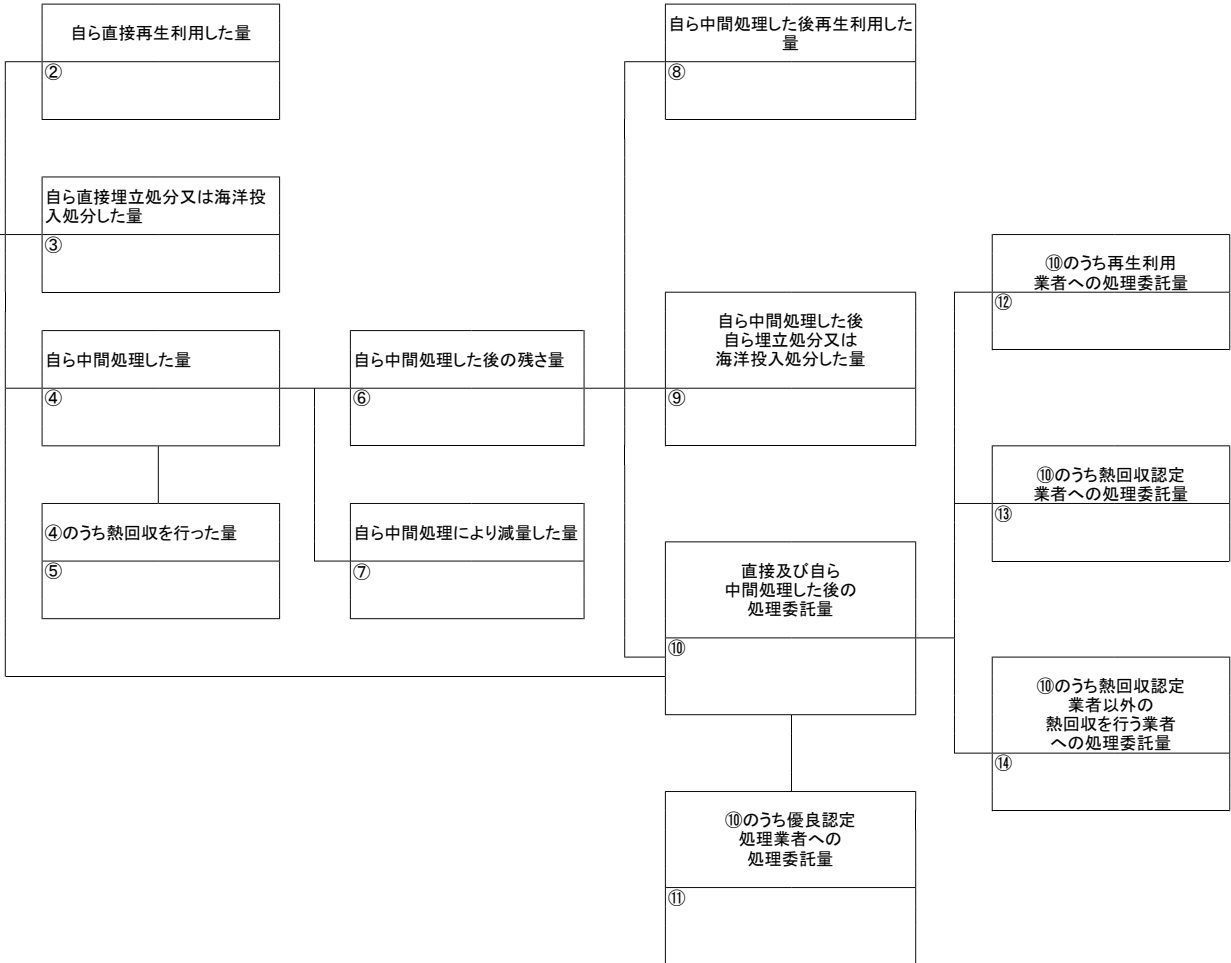 自ら直接再生利用した量
②
自ら中間処理した後再生利用した
量
⑧
自ら直接埋立処分又は海洋投
入処分した量
③
⑩のうち再生利用
業者への処理委託量
⑫
自ら中間処理した量
④
自ら中間処理した後の残さ量
⑥
自ら中間処理した後
自ら埋立処分又は
海洋投入処分した量
⑨
⑩のうち熱回収認定
業者への処理委託量
⑬
④のうち熱回収を行った量
⑤
自ら中間処理により減量した量
⑦
直接及び自ら
中間処理した後の
処理委託量
⑩
⑩のうち熱回収認定
業者以外の
熱回収を行う業者
への処理委託量
⑭
⑩のうち優良認定
処理業者への
処理委託量
⑪